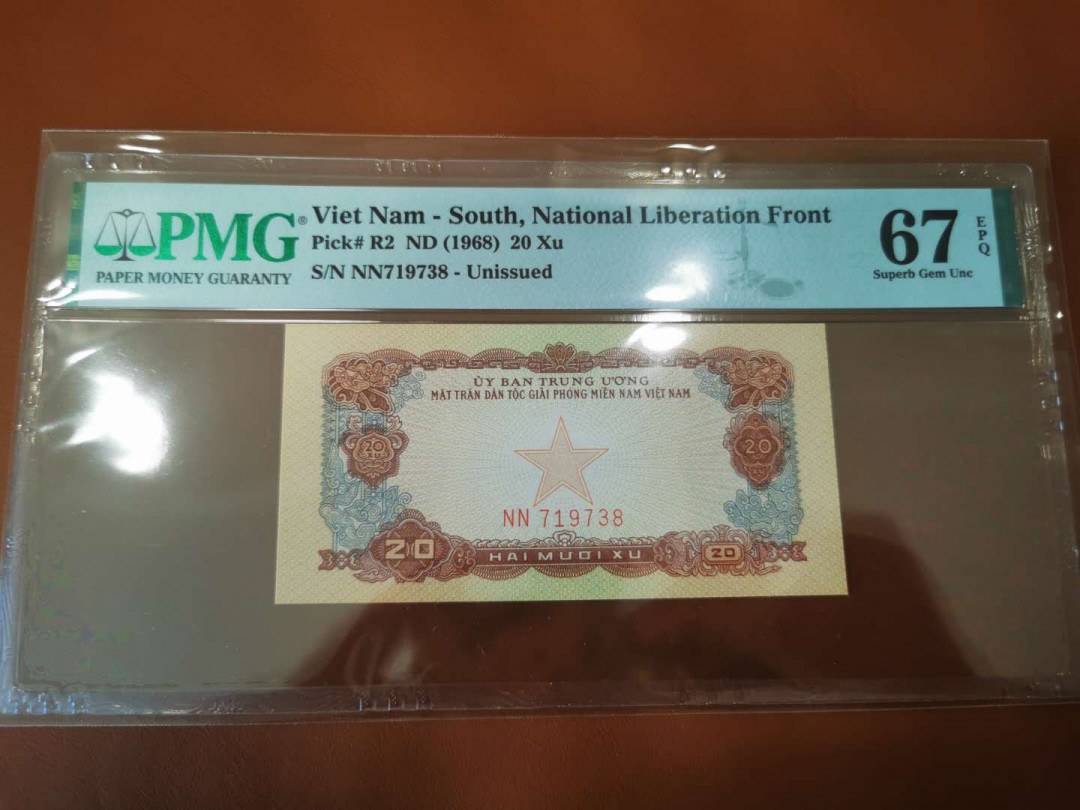 PMG®
PAPER MONEY GUARANTY
Viet Nam - South, National Liberation Front
Pick# R2 ND (1968) 20 Xu
S/N NN719738 - Unissued
67
EPQ
Superb Gem Unc
ỦY BAN TRUNG ƯƠNG
MẶT TRẬN DÂN TỘC GIẢI PHÓNG MIỀN NAM VIỆT NAM
20
XU
20
XU
NN 719738
20
HAI MƯƠI XU
20